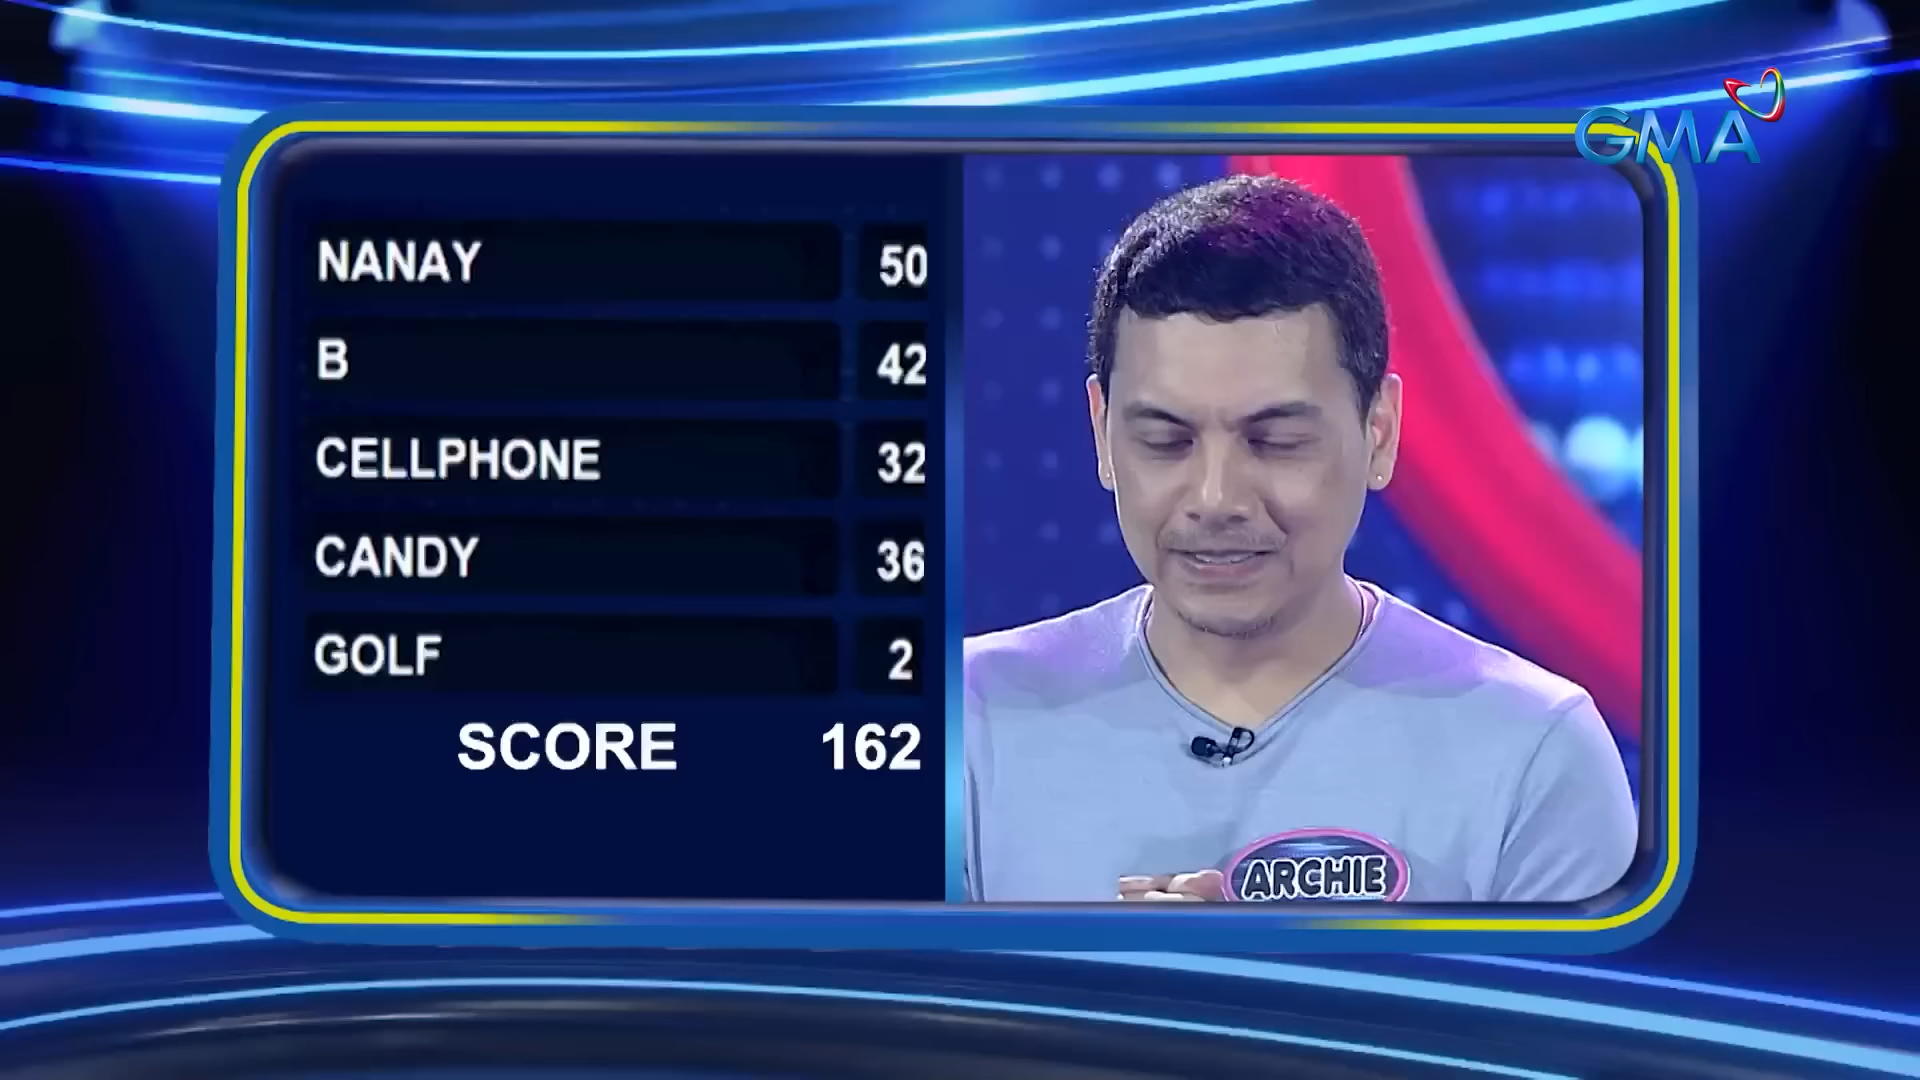 GMA
NANAY 50
B 42
CELLPHONE 32
CANDY 36
GOLF 2
SCORE 162
ARCHIE